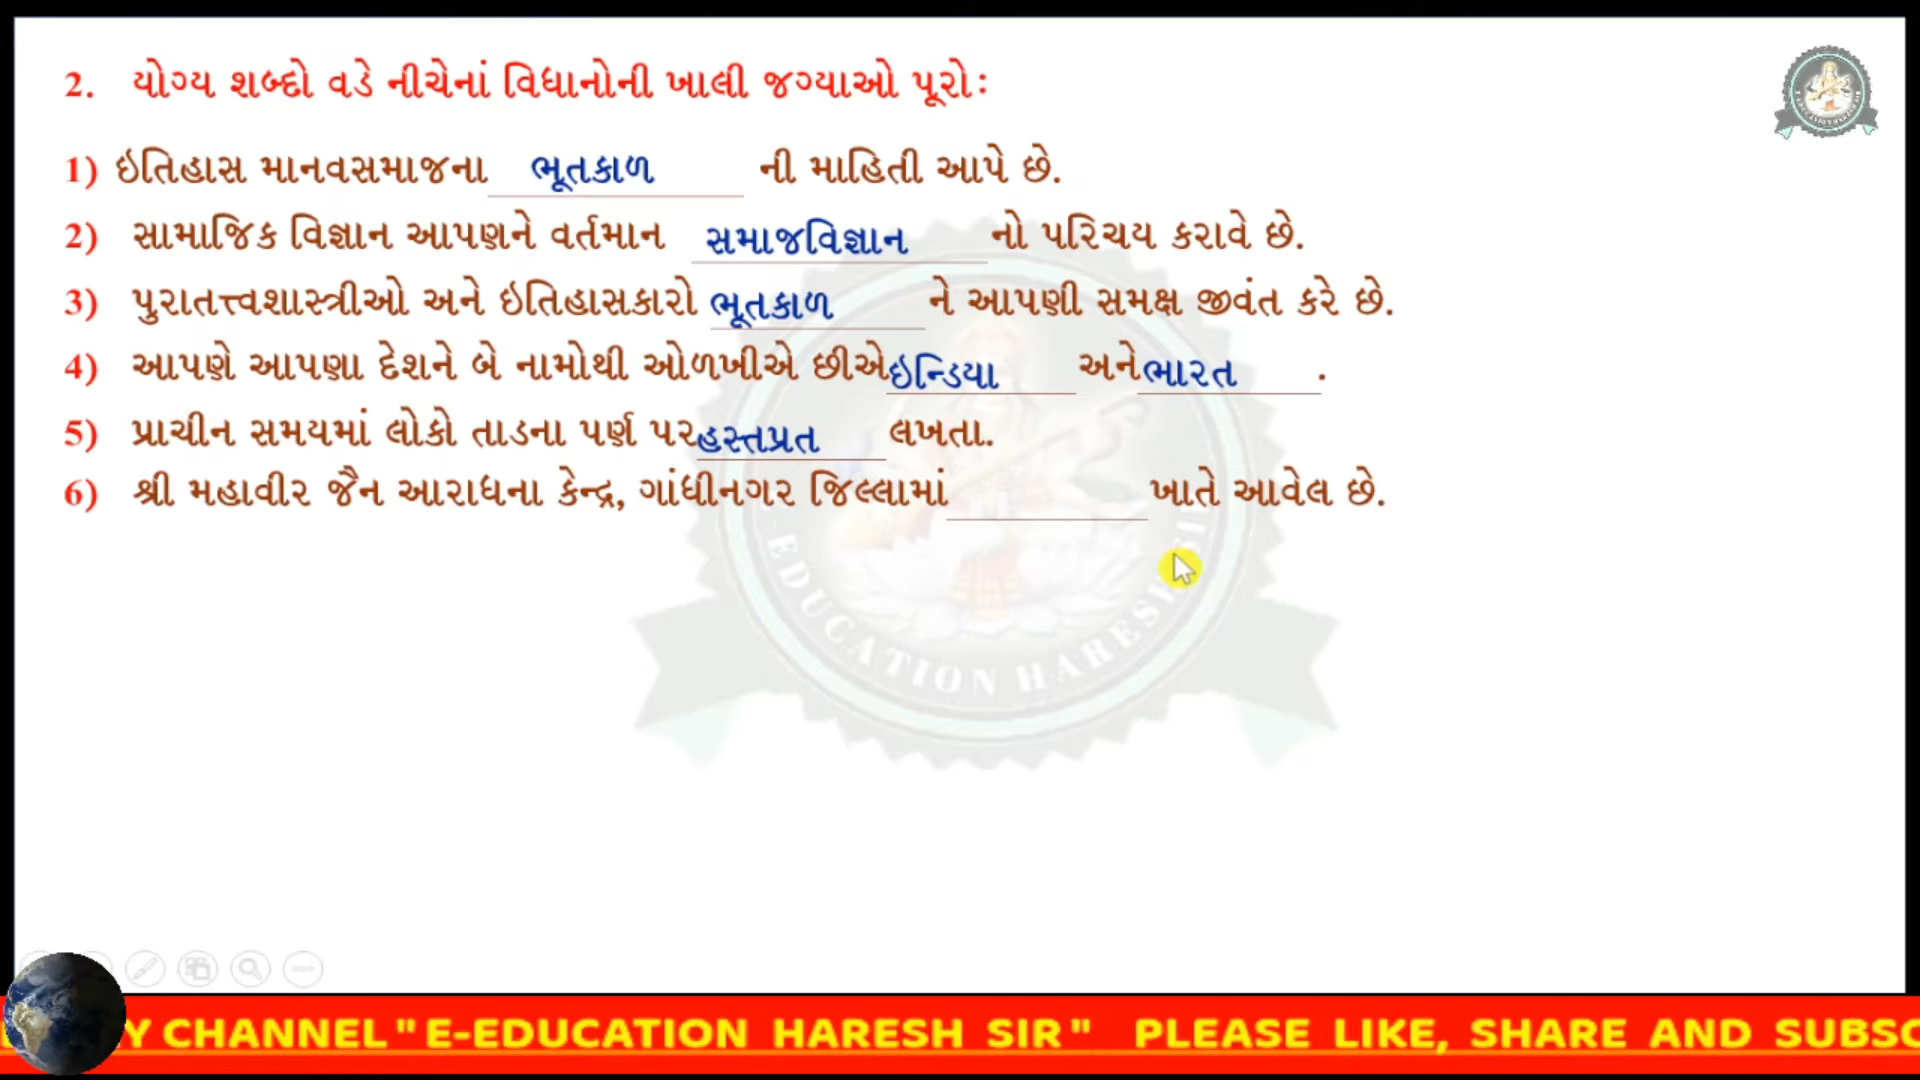 2. યોગ્ય શબ્દો વડે નીચેનાં વિધાનોની ખાલી જગ્યાઓ પૂરો:
1) ઇતિહાસ માનવસમાજના ભૂતકાળ ની માહિતી આપે છે.
2) સામાજિક વિજ્ઞાન આપણને વર્તમાન સમાજવિજ્ઞાન નો પરિચય કરાવે છે.
3) પુરાતત્ત્વશાસ્ત્રીઓ અને ઇતિહાસકારો ભૂતકાળ ને આપણી સમક્ષ જીવંત કરે છે.
4) આપણે આપણા દેશને બે નામોથી ઓળખીએ છીએ ઇન્ડિયા અને ભારત .
5) પ્રાચીન સમયમાં લોકો તાડના પર્ણ પર હસ્તપ્રત લખતા.
6) શ્રી મહાવીર જૈન આરાધના કેન્દ્ર, ગાંધીનગર જિલ્લામાં ખાતે આવેલ છે.
E-EDUCATION HARESH
Y CHANNEL "E-EDUCATION HARESH SIR" PLEASE LIKE, SHARE AND SUBSC